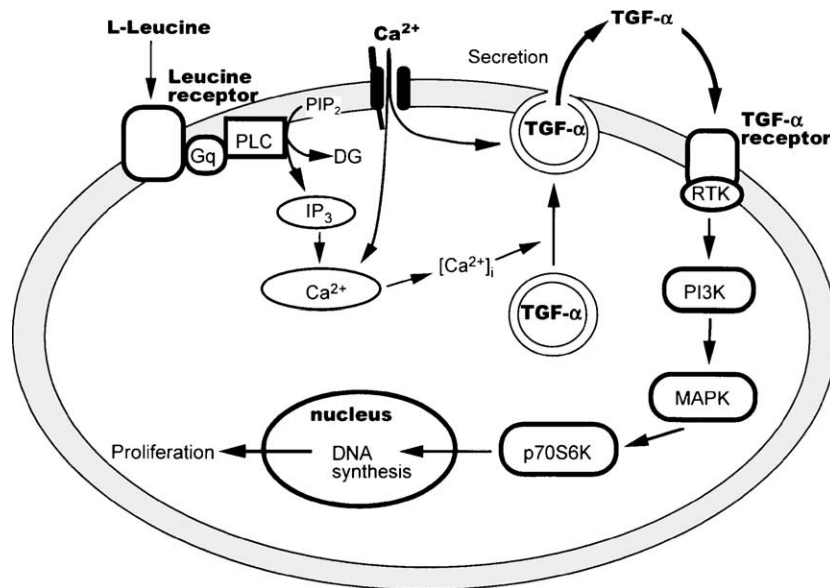 L-Leucine
Leucine
receptor
Gq
PLC
PIP₂
DG
IP₃
Ca²⁺
Ca²⁺
[Ca²⁺]ᵢ
Secretion
TGF-α
TGF-α
TGF-α
TGF-α
receptor
RTK
PI3K
MAPK
p70S6K
nucleus
DNA
synthesis
Proliferation